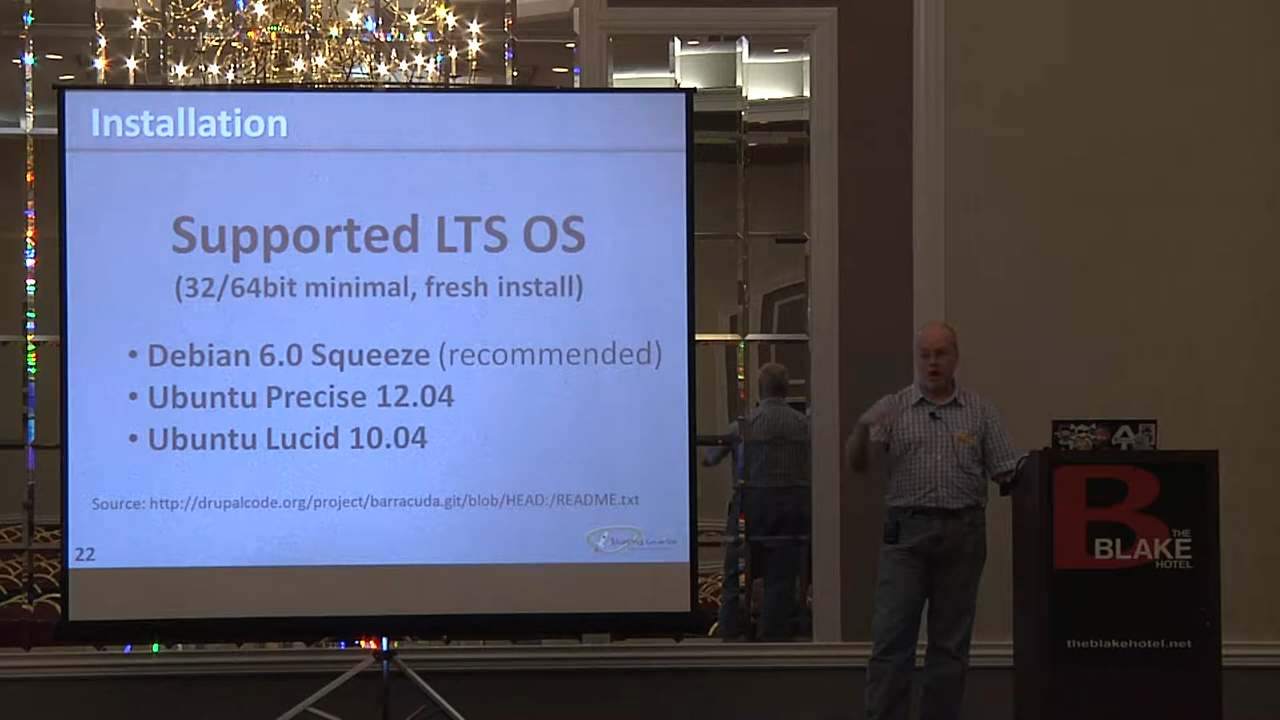 Installation
Supported LTS OS
(32/64bit minimal, fresh install)
• Debian 6.0 Squeeze (recommended)
• Ubuntu Precise 12.04
• Ubuntu Lucid 10.04
Source: http://drupalcode.org/project/barracuda.git/blob/HEAD:/README.txt
22
B
THE
BLAKE
HOTEL
theblakehotel.net